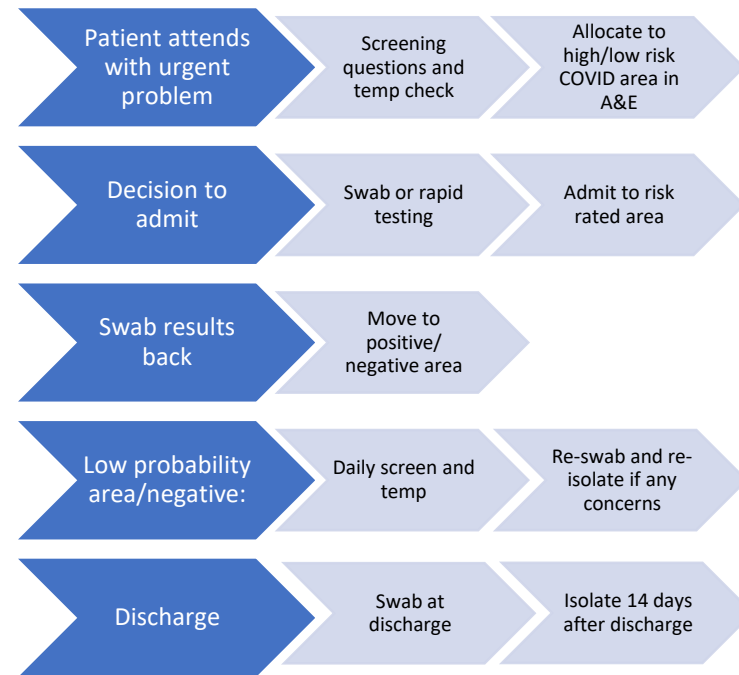 Patient attends
with urgent
problem
Screening
questions and
temp check
Allocate to
high/low risk
COVID area in
A&E
Decision to
admit
Swab or rapid
testing
Admit to risk
rated area
Swab results
back
Move to
positive/
negative area
Low probability
area/negative:
Daily screen and
temp
Re-swab and re-
isolate if any
concerns
Discharge
Swab at
discharge
Isolate 14 days
after discharge